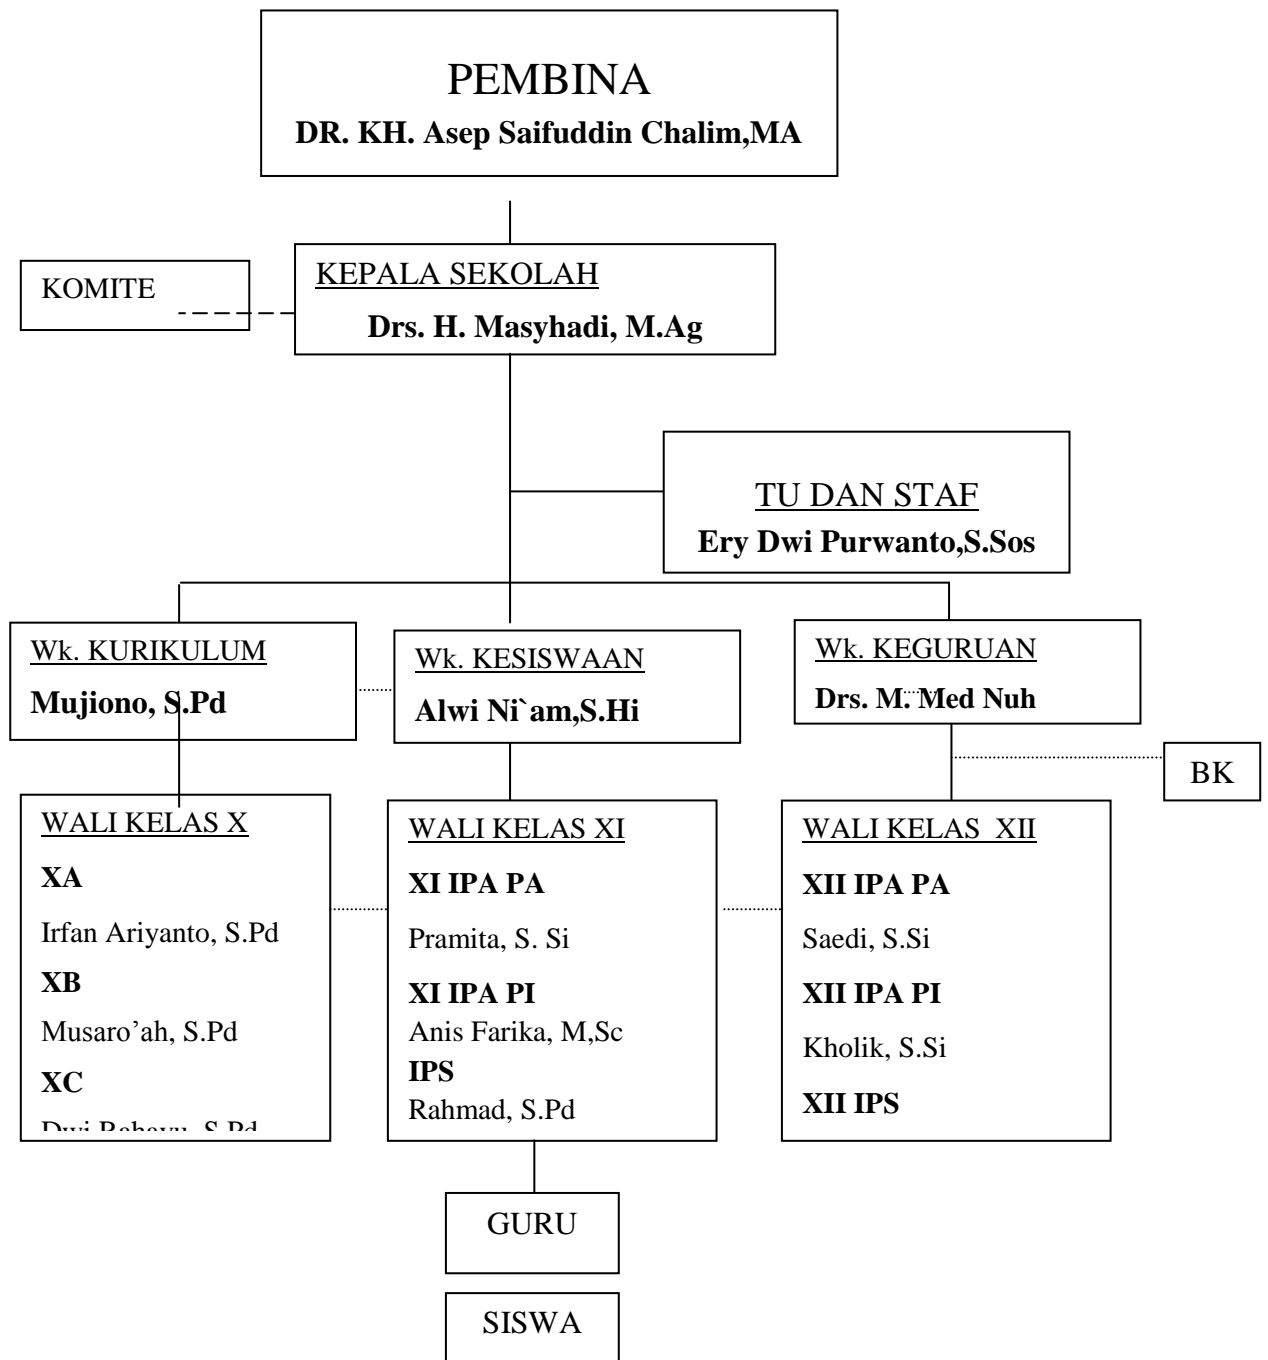 PEMBINA
DR. KH. Asep Saifuddin Chalim,MA
KOMITE
KEPALA SEKOLAH
Drs. H. Masyhadi, M.Ag
TU DAN STAF
Ery Dwi Purwanto,S.Sos
Wk. KURIKULUM
Mujiono, S.Pd
Wk. KESISWAAN
Alwi Ni`am,S.Hi
Wk. KEGURUAN
Drs. M. Med Nuh
BK
WALI KELAS X
XA
Irfan Ariyanto, S.Pd
XB
Musaro’ah, S.Pd
XC
Dwi Rahayu, S.Pd
WALI KELAS XI
XI IPA PA
Pramita, S. Si
XI IPA PI
Anis Farika, M,Sc
IPS
Rahmad, S.Pd
WALI KELAS  XII
XII IPA PA
Saedi, S.Si
XII IPA PI
Kholik, S.Si
XII IPS
GURU
SISWA